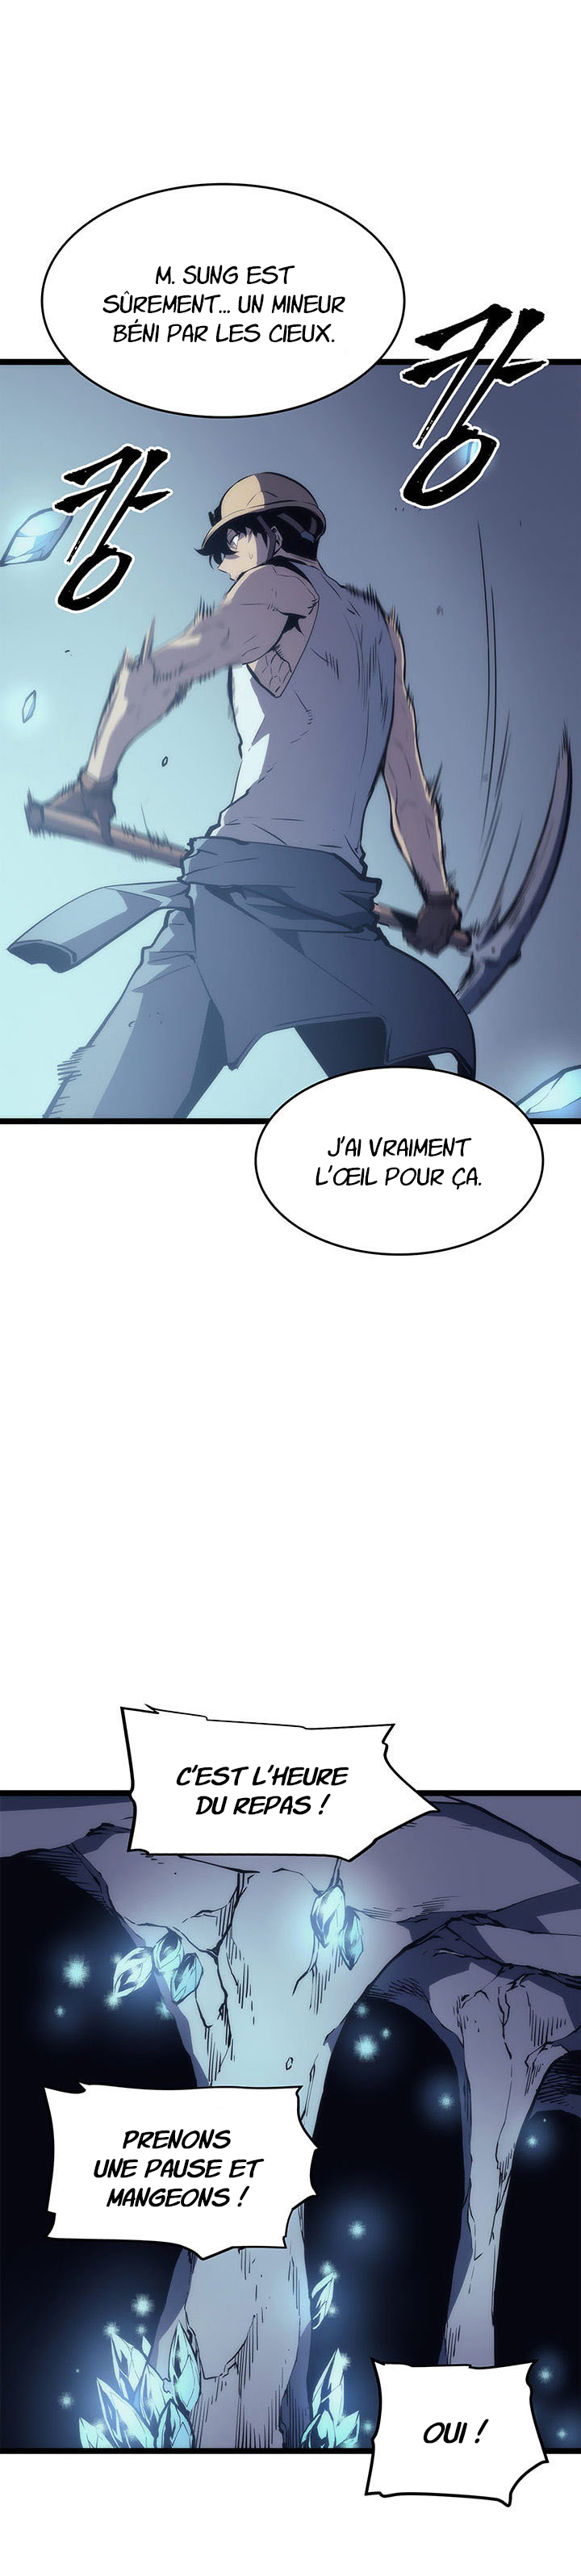 M. SUNG EST
SÛREMENT... UN MINEUR
BÉNI PAR LES CIEUX.
캉
캉
J'AI VRAIMENT
L'ŒIL POUR ÇA.
C'EST L'HEURE
DU REPAS !
PRENONS
UNE PAUSE ET
MANGEONS !
OUI !